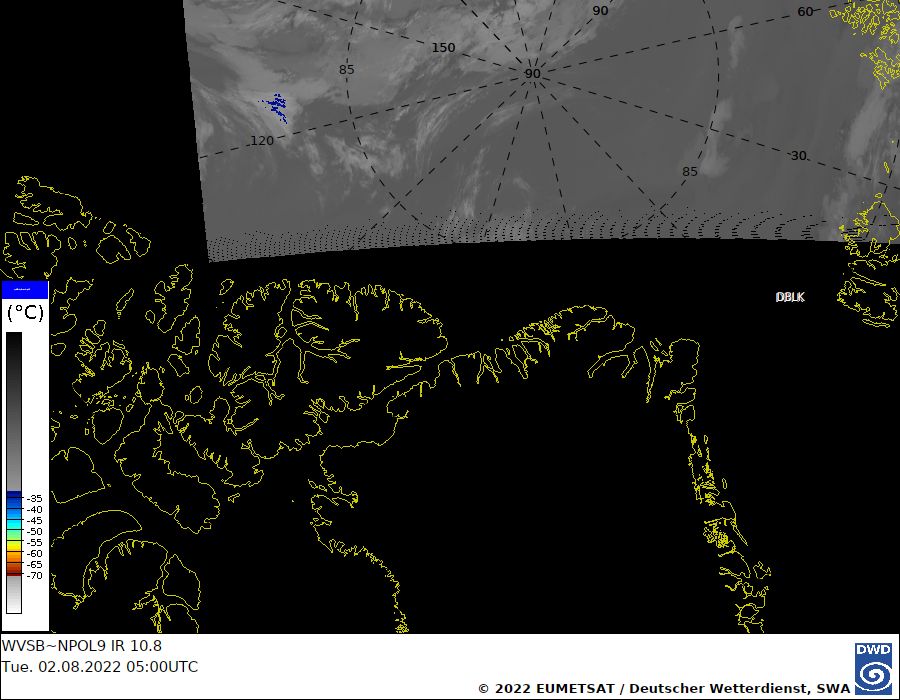 90
60
150
85
90
120
30
85
DBLK
(°C)
-35
-40
-45
-50
-55
-60
-65
-70
WVSB~NPOL9 IR 10.8
Tue. 02.08.2022 05:00UTC
DWD
© 2022 EUMETSAT / Deutscher Wetterdienst, SWA